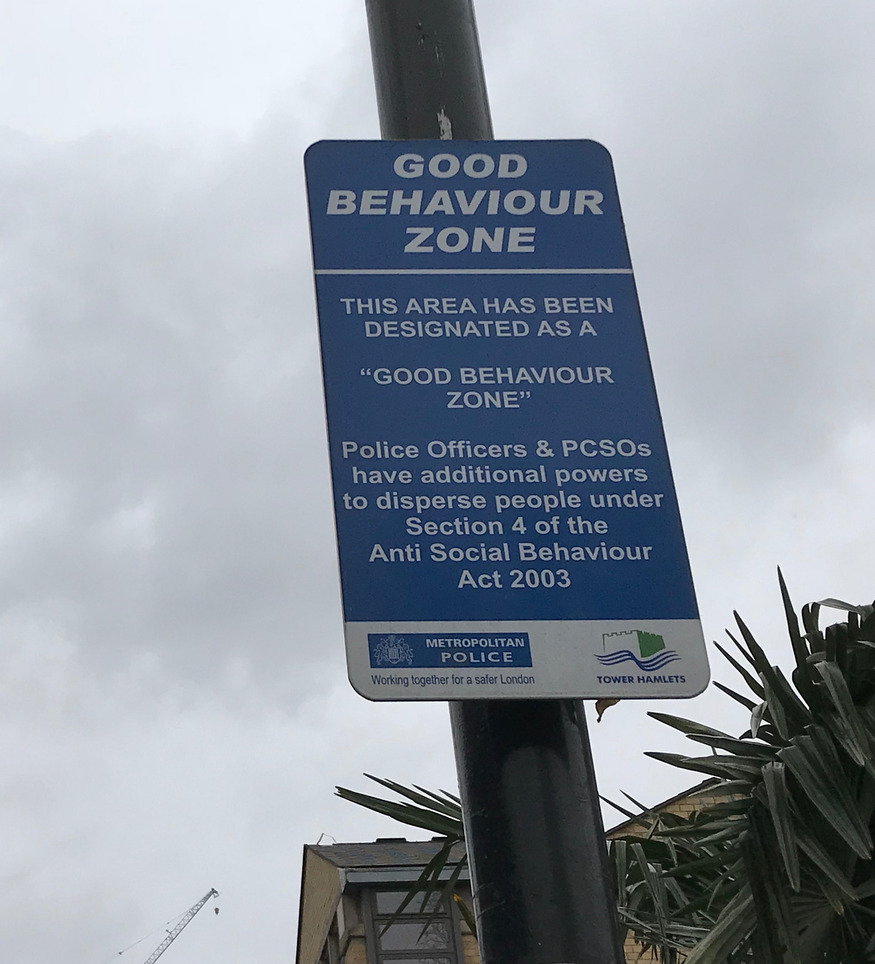 GOOD
BEHAVIOUR
ZONE
THIS AREA HAS BEEN
DESIGNATED AS A
“GOOD BEHAVIOUR
ZONE”
Police Officers & PCSOs
have additional powers
to disperse people under
Section 4 of the
Anti Social Behaviour
Act 2003
METROPOLITAN
POLICE
Working together for a safer London
TOWER HAMLETS